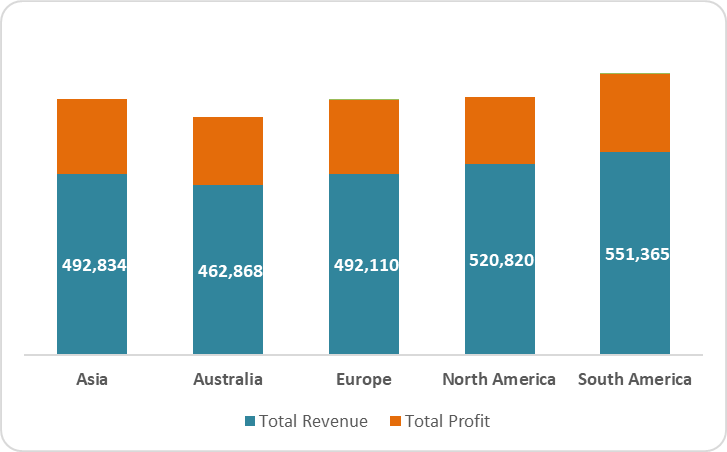 492,834 462,868 492,110 520,820 551,365
Asia Australia Europe North America South America
Total Revenue Total Profit